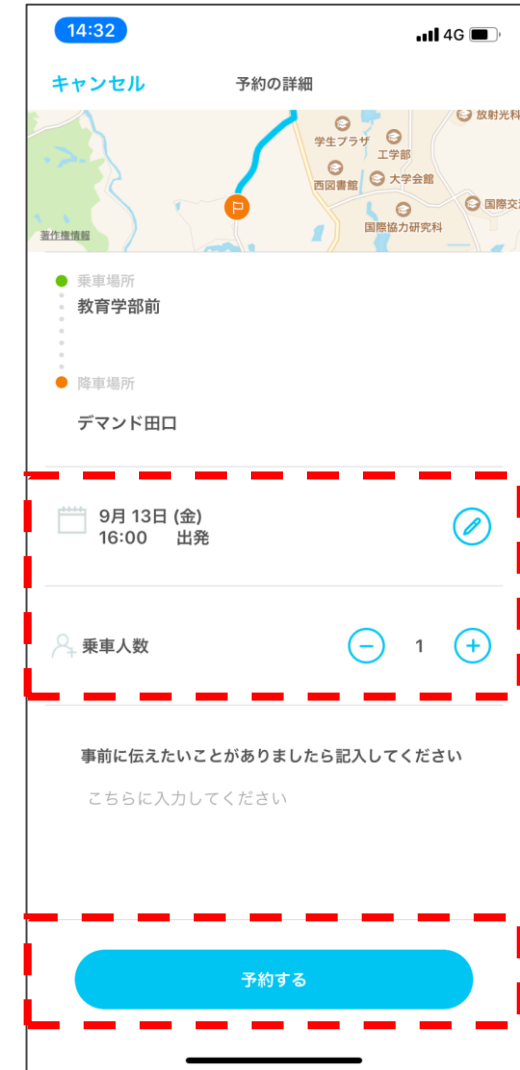 14:32
4G
キャンセル
予約の詳細
放射光科
学生プラザ
工学部
西図書館
大学会館
国際交
国際協力研究科
著作権情報
乗車場所
教育学部前
降車場所
デマンド田口
9月 13日 (金)
16:00 出発
乗車人数
1
事前に伝えたいことがありましたら記入してください
こちらに入力してください
予約する